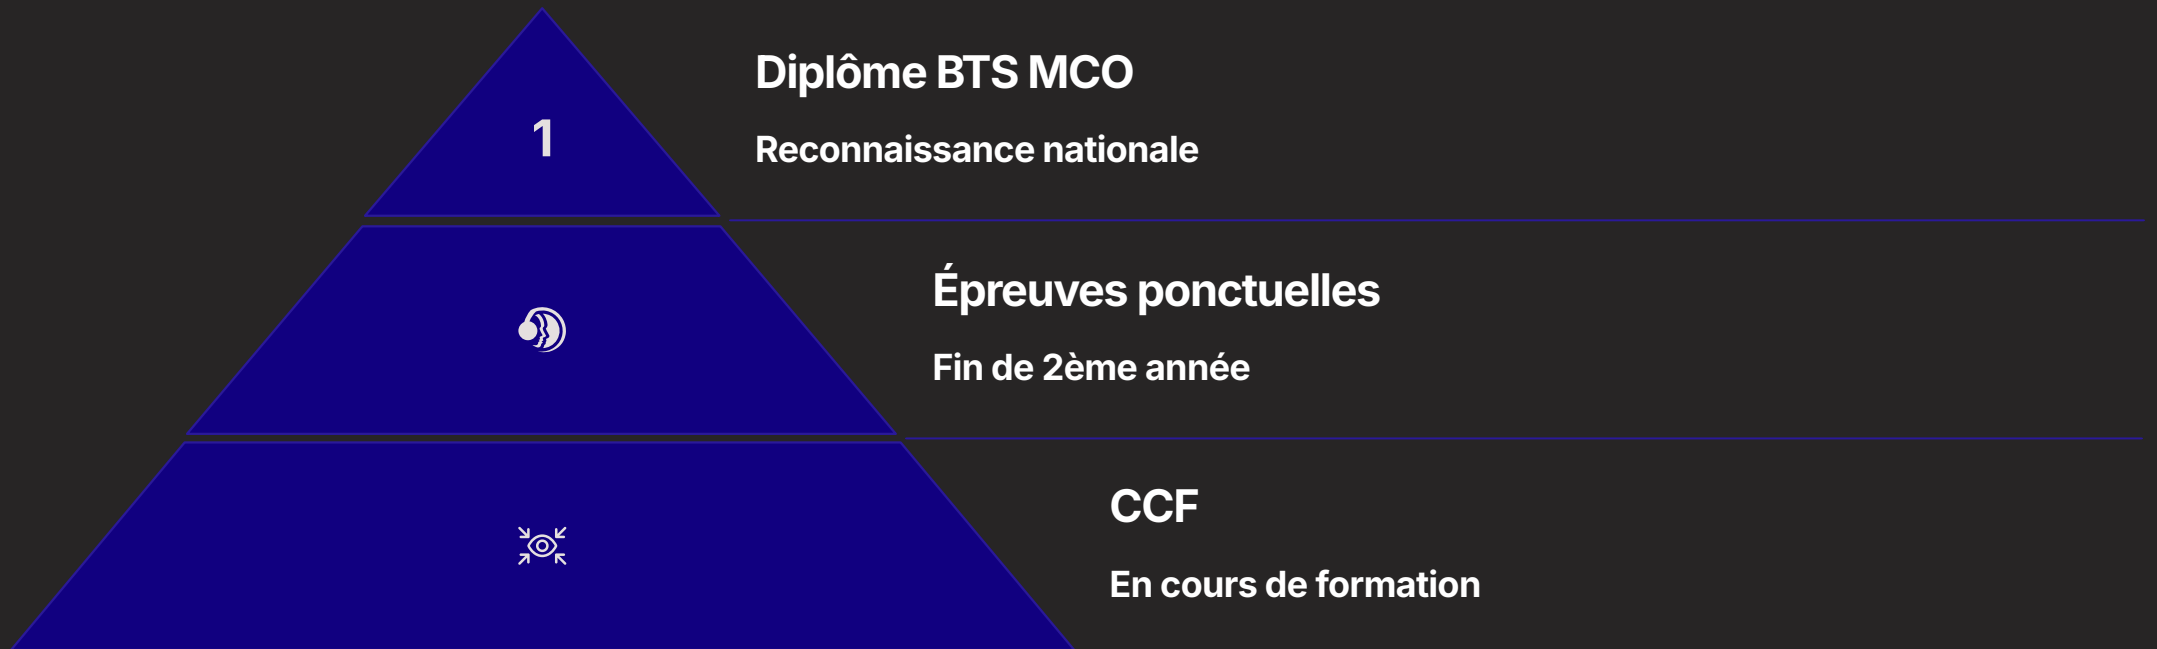 1
Diplôme BTS MCO
Reconnaissance nationale
Épreuves ponctuelles
Fin de 2ème année
CCF
En cours de formation